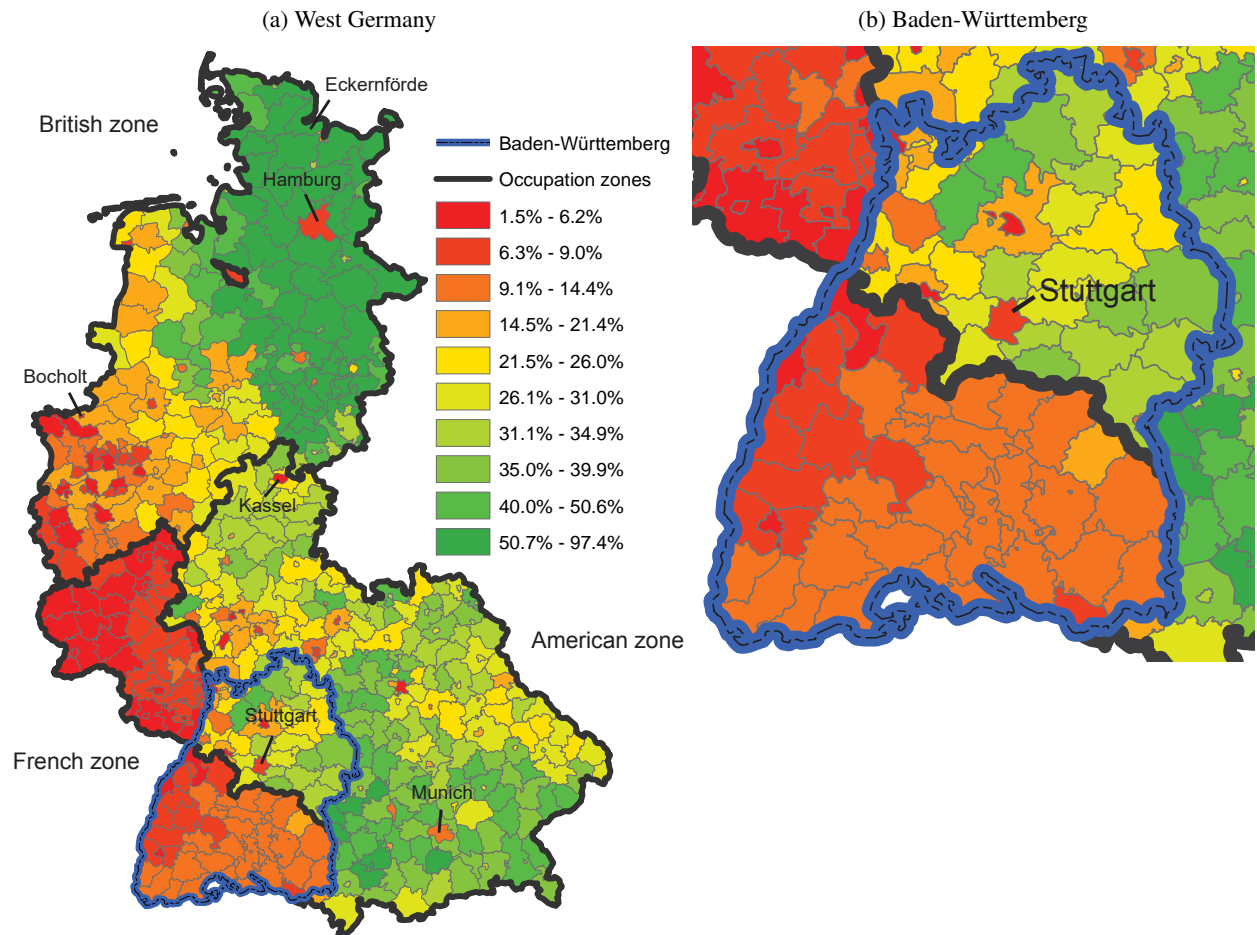 (a) West Germany
(b) Baden-Württemberg
Eckernförde
British zone
Baden-Württemberg
Hamburg
Occupation zones
1.5% - 6.2%
6.3% - 9.0%
9.1% - 14.4%
14.5% - 21.4%
21.5% - 26.0%
26.1% - 31.0%
31.1% - 34.9%
35.0% - 39.9%
40.0% - 50.6%
50.7% - 97.4%
Bocholt
Kassel
American zone
Stuttgart
French zone
Munich
Stuttgart